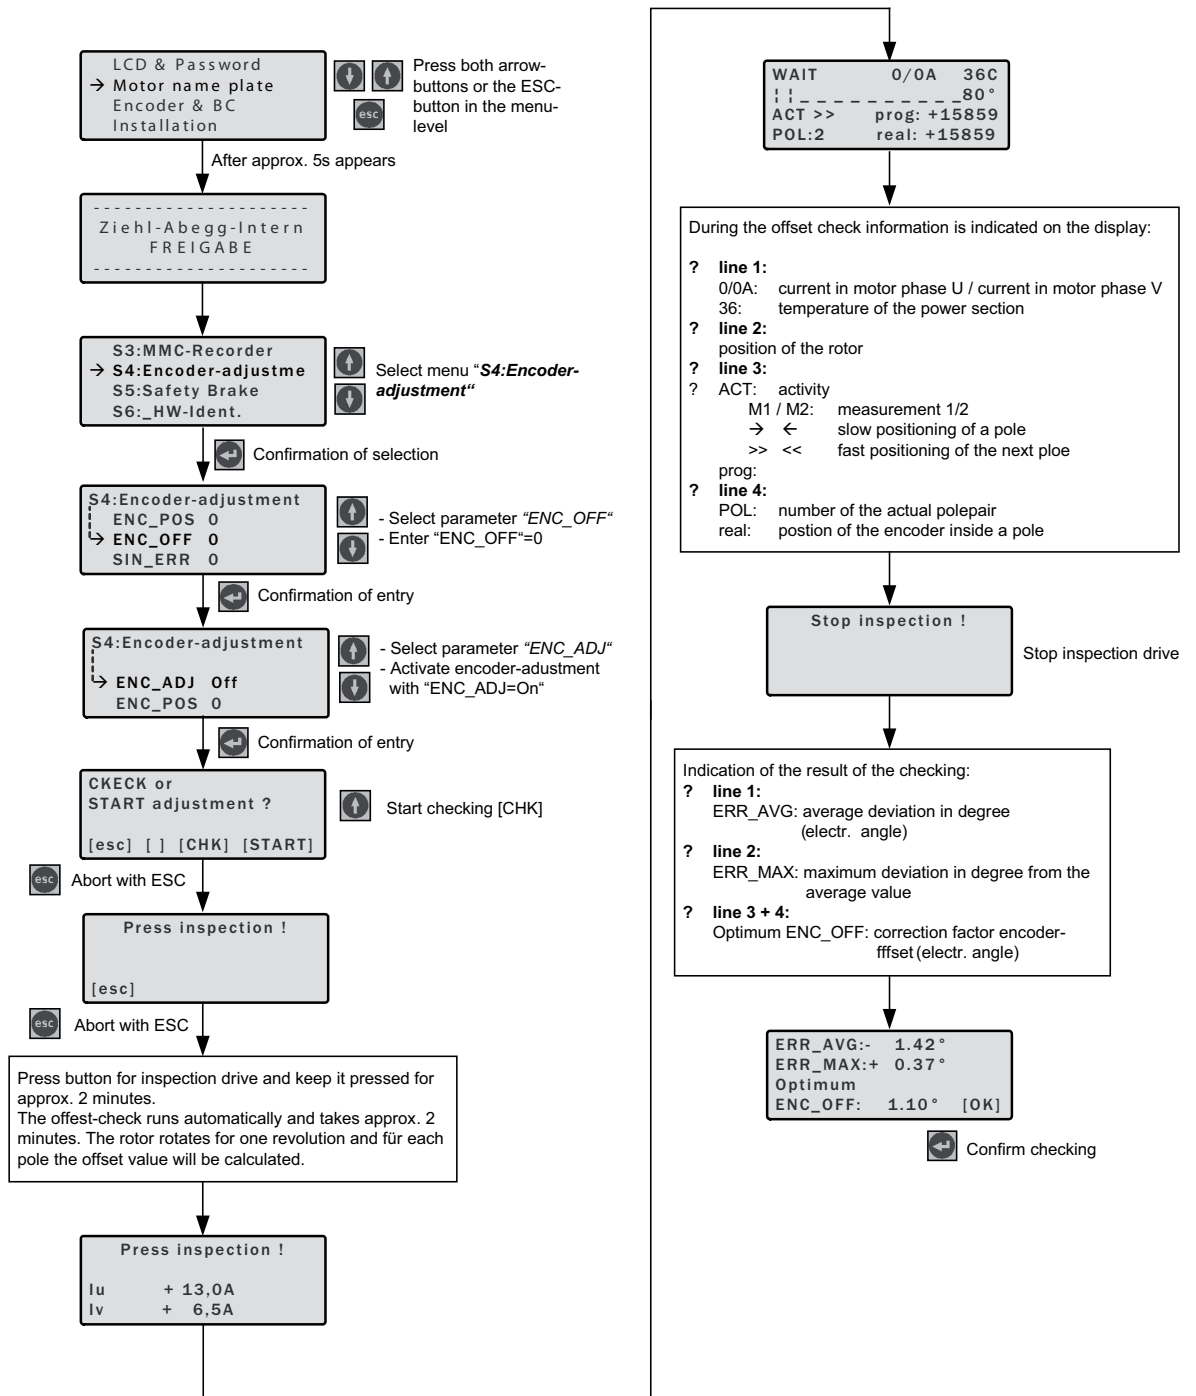 LCD & Password
→ Motor name plate
Encoder & BC
Installation
esc
Press both arrow-
buttons or the ESC-
button in the menu-
level
After approx. 5s appears
- - - - - - - - - - - - - - - - - - - -
Ziehl-Abegg-Intern
FREIGABE
- - - - - - - - - - - - - - - - - - - -
S3:MMC-Recorder
→ S4:Encoder-adjustme
S5:Safety Brake
S6:_HW-Ident.
Select menu “S4:Encoder-
adjustment“
Confirmation of selection
S4:Encoder-adjustment
ENC_POS 0
ENC_OFF 0
SIN_ERR 0
- Select parameter “ENC_OFF“
- Enter “ENC_OFF“=0
Confirmation of entry
S4:Encoder-adjustment
ENC_ADJ Off
ENC_POS 0
- Select parameter “ENC_ADJ“
- Activate encoder-adustment
with “ENC_ADJ=On“
Confirmation of entry
CKECK or
START adjustment ?
[esc] [ ] [CHK] [START]
Start checking [CHK]
esc
Abort with ESC
Press inspection !
[esc]
esc
Abort with ESC
Press button for inspection drive and keep it pressed for
approx. 2 minutes.
The offest-check runs automatically and takes approx. 2
minutes. The rotor rotates for one revolution and für each
pole the offset value will be calculated.
Press inspection !
Iu + 13,0A
Iv + 6,5A
WAIT 0/0A 36C
¦ ¦_ _ _ _ _ _ _ _ _ _80°
ACT >> prog: +15859
POL:2 real: +15859
During the offset check information is indicated on the display:
? line 1:
0/0A: current in motor phase U / current in motor phase V
36: temperature of the power section
? line 2:
position of the rotor
? line 3:
? ACT: activity
M1 / M2: measurement 1/2
→ ← slow positioning of a pole
>> << fast positioning of the next ploe
prog:
? line 4:
POL: number of the actual polepair
real: postion of the encoder inside a pole
Stop inspection !
Stop inspection drive
Indication of the result of the checking:
? line 1:
ERR_AVG: average deviation in degree
(electr. angle)
? line 2:
ERR_MAX: maximum deviation in degree from the
average value
? line 3 + 4:
Optimum ENC_OFF: correction factor encoder-
fffset (electr. angle)
ERR_AVG:- 1.42°
ERR_MAX:+ 0.37°
Optimum
ENC_OFF: 1.10° [OK]
Confirm checking